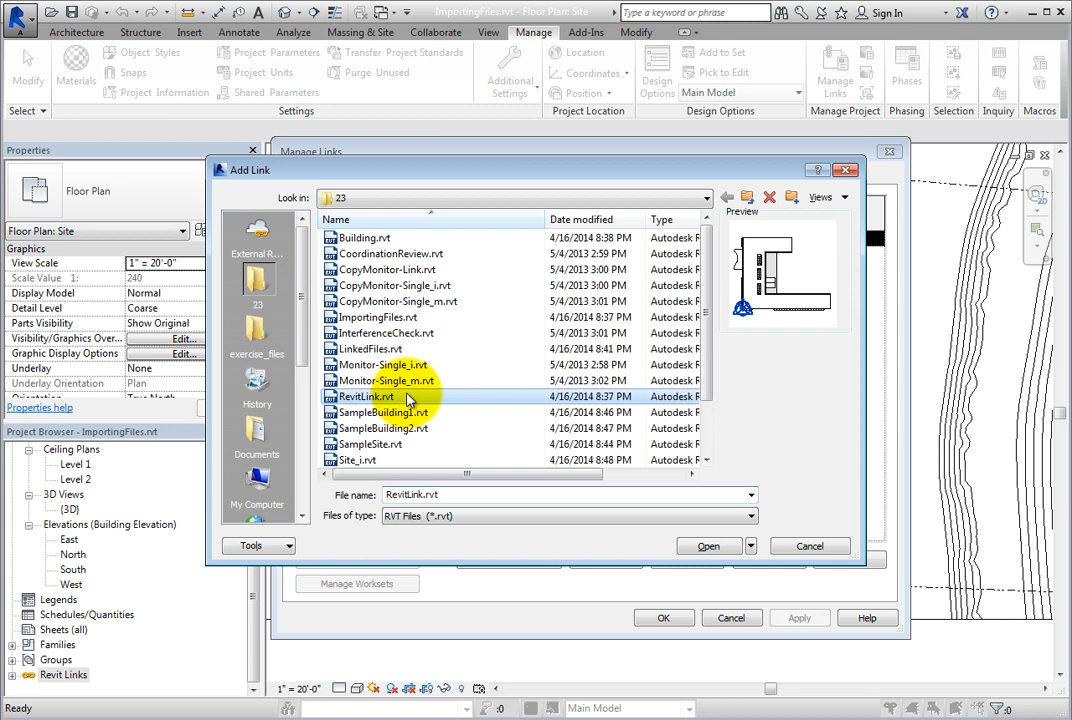 ImportingFiles.rvt - Floor Plan: Site
Type a keyword or phrase
Sign In
Architecture Structure Insert Annotate Analyze Massing & Site Collaborate View Manage Add-Ins Modify
Modify
Materials
Object Styles
Snaps
Project Information
Project Parameters
Project Units
Shared Parameters
Transfer Project Standards
Purge Unused
Additional
Settings
Location
Coordinates
Position
Design
Options
Add to Set
Pick to Edit
Main Model
Manage
Links
Phases
Select
Settings
Project Location
Design Options
Manage Project
Phasing
Selection
Inquiry
Macros
Properties
Floor Plan
Floor Plan: Site
Graphics
View Scale 1" = 20'-0"
Scale Value 1: 240
Display Model Normal
Detail Level Coarse
Parts Visibility Show Original
Visibility/Graphics Over... Edit...
Graphic Display Options Edit...
Underlay None
Underlay Orientation Plan
Properties help
Project Browser - ImportingFiles.rvt
Ceiling Plans
Level 1
Level 2
3D Views
{3D}
Elevations (Building Elevation)
East
North
South
West
Legends
Schedules/Quantities
Sheets (all)
Families
Groups
Revit Links
Manage Links
Add Link
Look in: 23
Views
Name Date modified Type
Building.rvt 4/16/2014 8:38 PM Autodesk R
CoordinationReview.rvt 5/4/2013 2:59 PM Autodesk R
CopyMonitor-Link.rvt 5/4/2013 3:00 PM Autodesk R
CopyMonitor-Single_i.rvt 5/4/2013 3:00 PM Autodesk R
CopyMonitor-Single_m.rvt 5/4/2013 3:01 PM Autodesk R
ImportingFiles.rvt 4/16/2014 8:37 PM Autodesk R
InterferenceCheck.rvt 5/4/2013 3:01 PM Autodesk R
LinkedFiles.rvt 4/16/2014 8:41 PM Autodesk R
Monitor-Single_i.rvt 5/4/2013 2:58 PM Autodesk R
Monitor-Single_m.rvt 5/4/2013 3:02 PM Autodesk R
RevitLink.rvt 4/16/2014 8:37 PM Autodesk R
SampleBuilding1.rvt 4/16/2014 8:46 PM Autodesk R
SampleBuilding2.rvt 4/16/2014 8:47 PM Autodesk R
SampleSite.rvt 4/16/2014 8:44 PM Autodesk R
Site_i.rvt 4/16/2014 8:48 PM Autodesk R
External R...
23
exercise_files
History
Documents
My Computer
Preview
File name: RevitLink.rvt
Files of type: RVT Files (*.rvt)
Tools
Open
Cancel
Manage Worksets
OK
Cancel
Apply
Help
1" = 20'-0"
Ready
:0
Main Model
:0